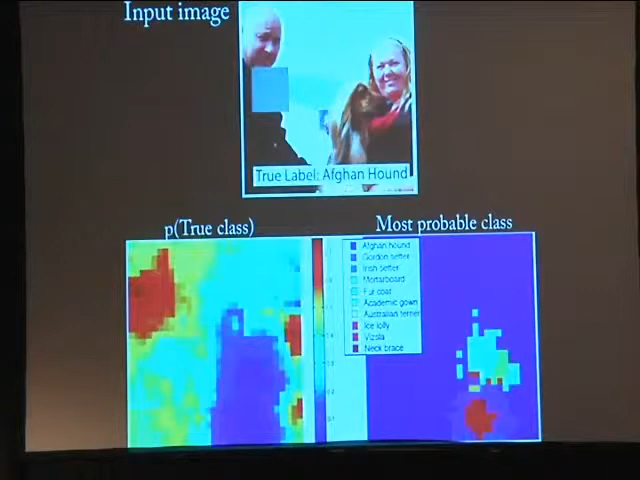 Input image
True Label: Afghan Hound
p(True class)
Most probable class
Afghan hound
Gordon setter
Irish setter
Mortarboard
Fur coat
Academic gown
Australian terrier
Ice lolly
Vizsla
Neck brace